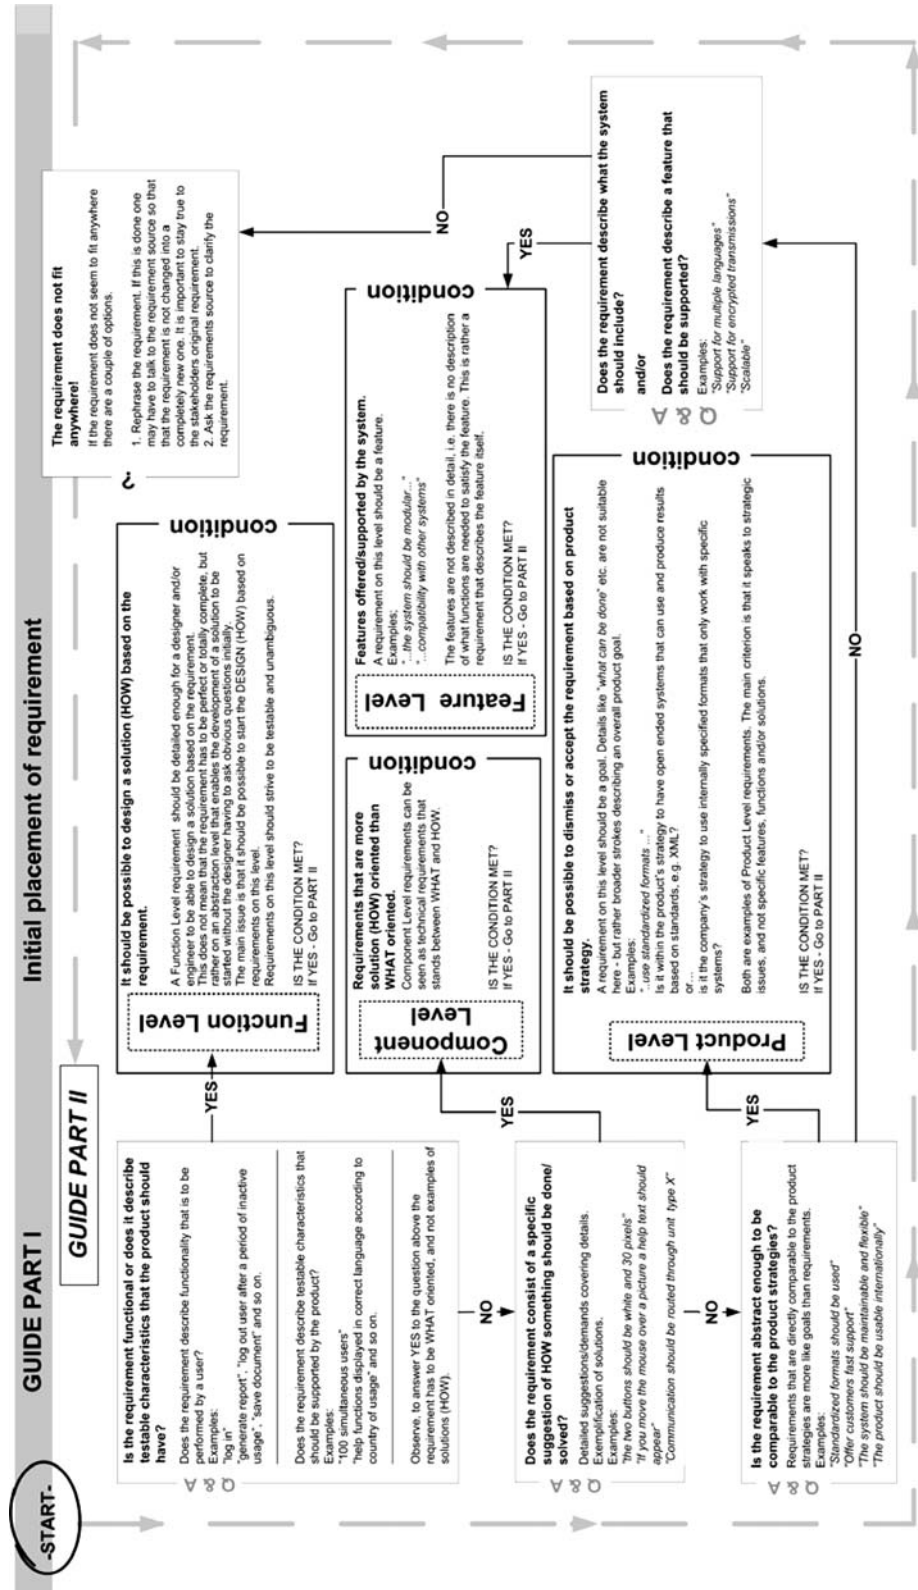 GUIDE PART I
Initial placement of requirement
-START-
GUIDE PART II
Is the requirement functional or does it describe
testable characteristics that the product should
have?
Does the requirement describe functionality that is to be
performed by a user?
Examples:
"log in"
"generate report", "log out user after a period of inactive
usage", "save document" and so on.
Does the requirement describe testable characteristics that
should be supported by the product?
Examples:
"100 simultaneous users"
"help functions displayed in correct language according to
country of usage" and so on.
Observe, to answer YES to the question above the
requirement has to be WHAT oriented, and not examples of
solutions (HOW).
Q & A
YES
NO
Function Level
It should be possible to design a solution (HOW) based on the
requirement.
A Function Level requirement should be detailed enough for a designer and/or
engineer to be able to design a solution based on the requirement.
This does not mean that the requirement has to be perfect or totally complete, but
rather on an abstraction level that enables the development of a solution to be
started without the designer having to ask obvious questions initially.
The main issue is that it should be possible to start the DESIGN (HOW) based on
requirements on this level.
Requirements on this level should strive to be testable and unambiguous.
IS THE CONDITION MET?
If YES - Go to PART II
condition
Does the requirement consist of a specific
suggestion of HOW something should be done/
solved?
Detailed suggestions/demands covering details.
Exemplification of solutions.
Examples:
"the two buttons should be white and 30 pixels"
"If you move the mouse over a picture a help text should
appear"
"Communication should be routed through unit type X"
Q & A
YES
NO
Component
Level
Requirements that are more
solution (HOW) oriented than
WHAT oriented.
Component Level requirements can be
seen as technical requirements that
stands between WHAT and HOW.
IS THE CONDITION MET?
If YES - Go to PART II
condition
Is the requirement abstract enough to be
comparable to the product strategies?
Requirements that are directly comparable to the product
strategies are more like goals than requirements.
Examples:
"Standardized formats should be used"
"Offer customers fast support"
"The system should be maintainable and flexible"
"The product should be usable internationally"
Q & A
YES
NO
Product Level
It should be possible to dismiss or accept the requirement based on product
strategy.
A requirement on this level should be a goal. Details like "what can be done" etc. are not suitable
here - but rather broader strokes describing an overall product goal.
Examples:
"...use standardized formats ..."
Is it within the product's strategy to have open ended systems that can use and produce results
based on standards, e.g. XML?
or...
is it the company's strategy to use internally specified formats that only work with specific
systems?
Both are examples of Product Level requirements. The main criterion is that it speaks to strategic
issues, and not specific features, functions and/or solutions.
IS THE CONDITION MET?
If YES - Go to PART II
condition
Does the requirement describe what the system
should include?
and/or
Does the requirement describe a feature that
should be supported?
Examples:
"Support for multiple languages"
"Support for encrypted transmissions"
"Scalable"
Q & A
YES
NO
Feature Level
Features offered/supported by the system.
A requirement on this level should be a feature.
Examples;
"...the system should be modular..."
"...compatibility with other systems"
The features are not described in detail, i.e. there is no description
of what functions are needed to satisfy the feature. This is rather a
requirement that describes the feature itself.
IS THE CONDITION MET?
If YES - Go to PART II
condition
?
The requirement does not fit
anywhere!
If the requirement does not seem to fit anywhere
there are a couple of options.
1. Rephrase the requirement. If this is done one
may have to talk to the requirement source so that
that the requirement is not changed into a
completely new one. It is important to stay true to
the stakeholders original requirement.
2. Ask the requirements source to clarify the
requirement.